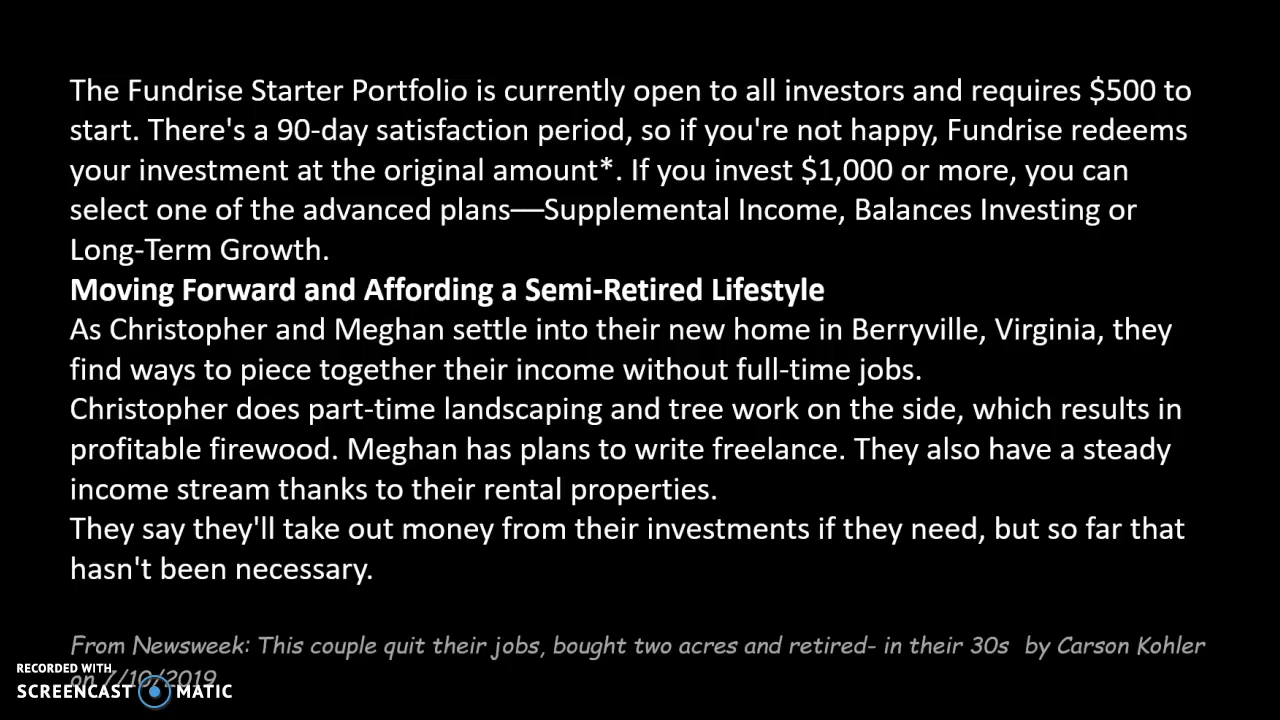 The Fundrise Starter Portfolio is currently open to all investors and requires $500 to
start. There's a 90-day satisfaction period, so if you're not happy, Fundrise redeems
your investment at the original amount*. If you invest $1,000 or more, you can
select one of the advanced plans—Supplemental Income, Balances Investing or
Long-Term Growth.
Moving Forward and Affording a Semi-Retired Lifestyle
As Christopher and Meghan settle into their new home in Berryville, Virginia, they
find ways to piece together their income without full-time jobs.
Christopher does part-time landscaping and tree work on the side, which results in
profitable firewood. Meghan has plans to write freelance. They also have a steady
income stream thanks to their rental properties.
They say they'll take out money from their investments if they need, but so far that
hasn't been necessary.
From Newsweek: This couple quit their jobs, bought two acres and retired- in their 30s by Carson Kohler
on 7/10/2019
RECORDED WITH
SCREENCAST MATIC